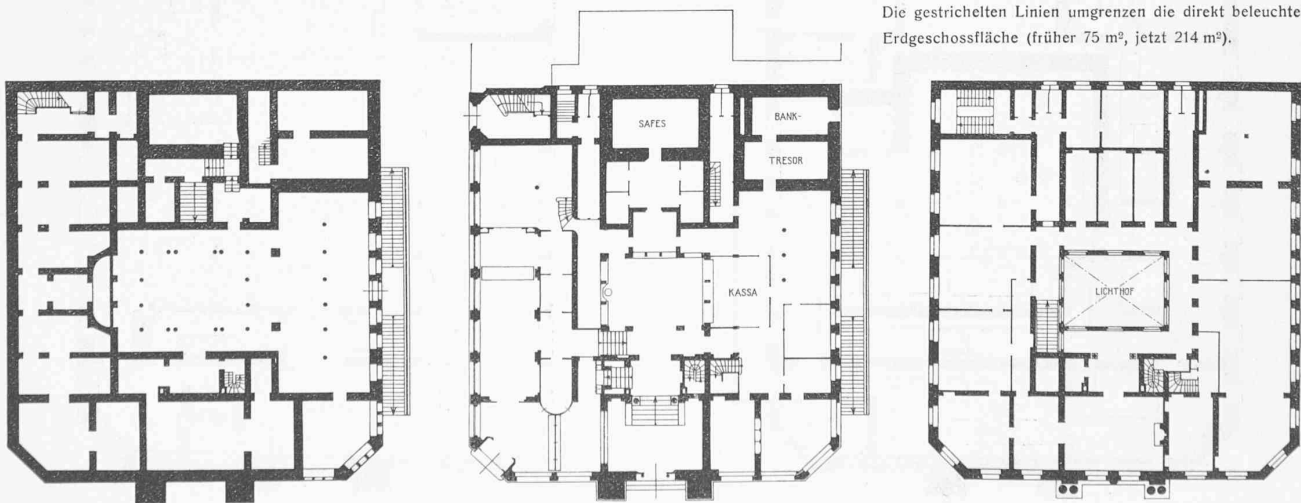 Die gestrichelten Linien umgrenzen die direkt beleuchte
Erdgeschossfläche (früher 75 m², jetzt 214 m²).
SAFES
BANK-
TRESOR
KASSA
LICHTHOF